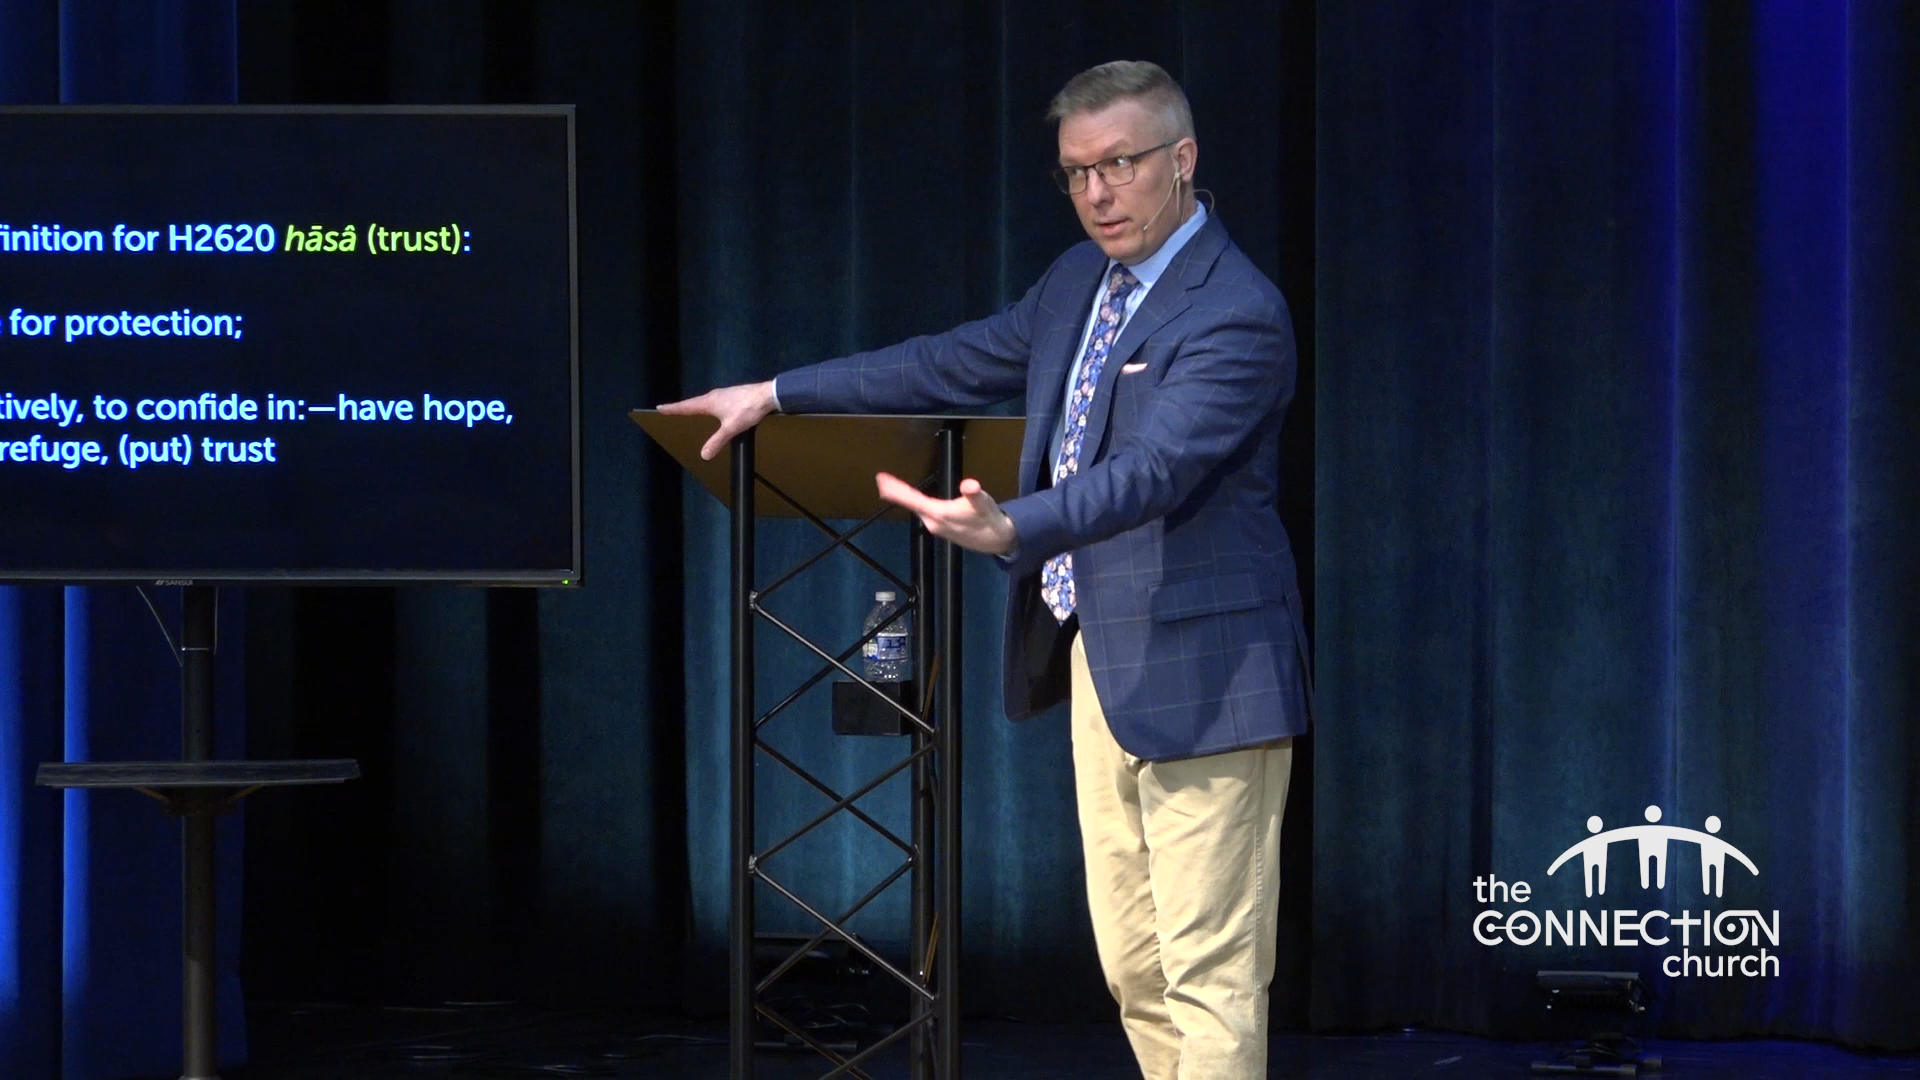 finition for H2620 hāsâ (trust):
for protection;
tively, to confide in:—have hope,
refuge, (put) trust
SANSUI
the
CONNECTION
church